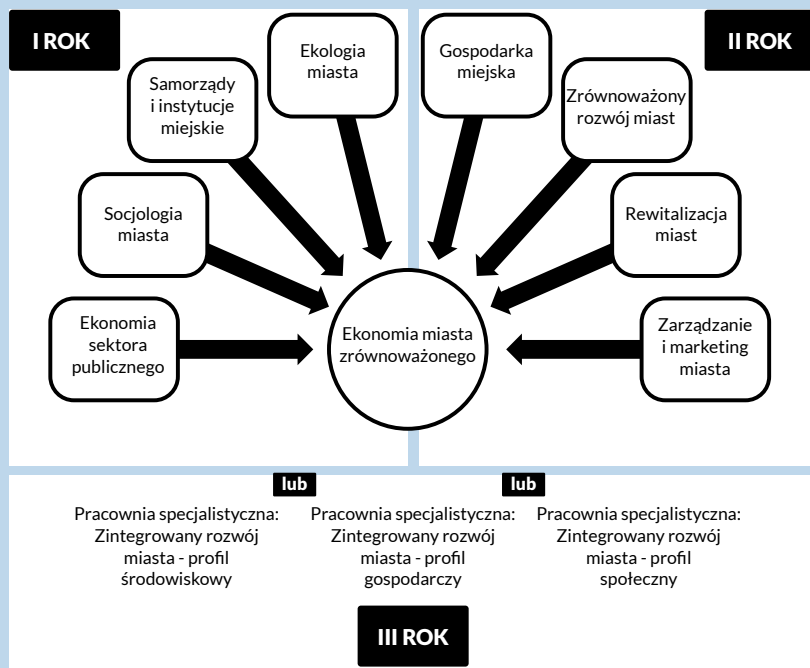 I ROK
Ekologia
miasta
Samorządy
i instytucje
miejskie
Socjologia
miasta
Ekonomia
sektora
publicznego
Gospodarka
miejska
II ROK
Zrównoważony
rozwój miast
Rewitalizacja
miast
Zarządzanie
i marketing
miasta
Ekonomia miasta
zrównoważonego
Pracownia specjalistyczna:
Zintegrowany rozwój
miasta - profil
środowiskowy
lub
Pracownia specjalistyczna:
Zintegrowany rozwój
miasta - profil
gospodarczy
lub
Pracownia specjalistyczna:
Zintegrowany rozwój
miasta - profil
społeczny
III ROK